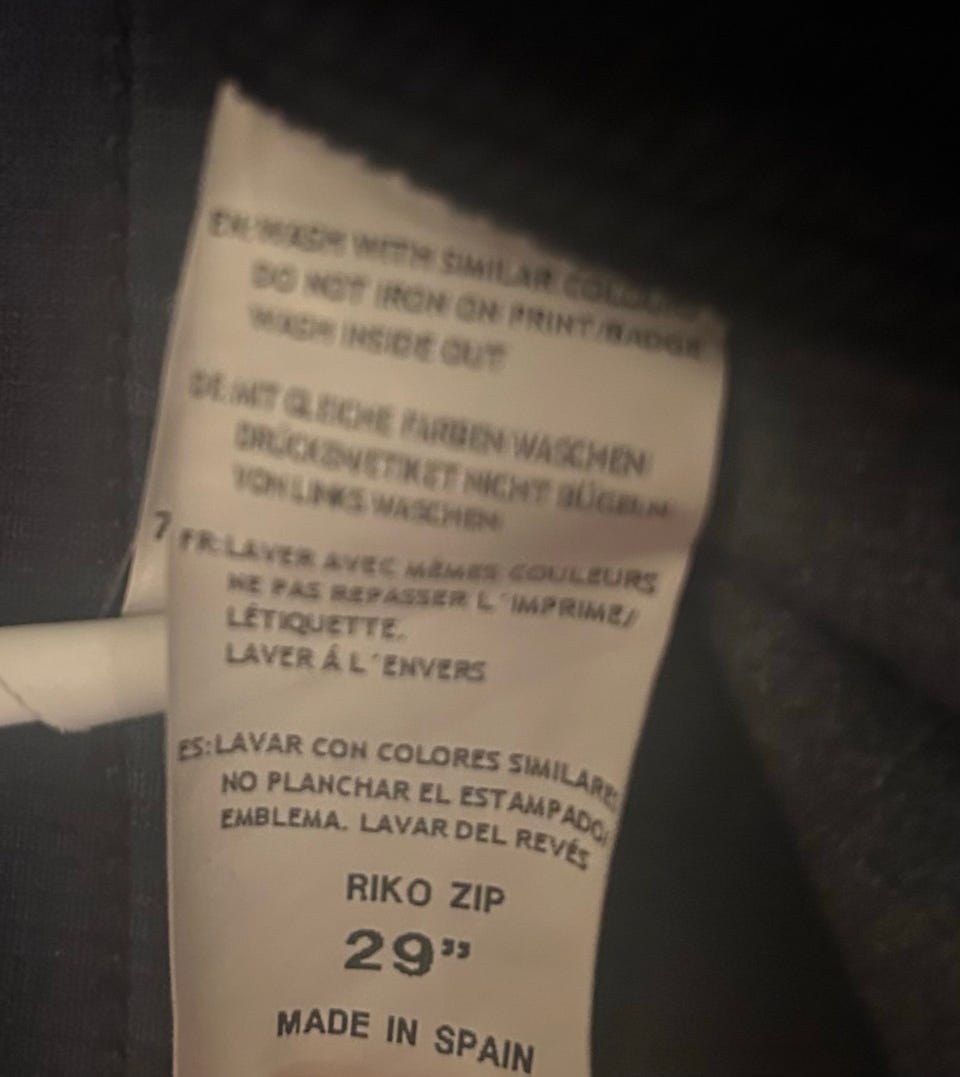 EN:WASH WITH SIMILAR COLOURS
DO NOT IRON ON PRINT/BADGE
WASH INSIDE OUT
DE:MIT GLEICHE FARBEN WASCHEN
NICHT BÜGELN
VON LINKS WASCHEN
7
FR:LAVER AVEC MÊMES COULEURS
NE PAS REPASSER L´IMPRIME/
LÉTIQUETTE.
LAVER Á L´ENVERS
ES:LAVAR CON COLORES SIMILARES
NO PLANCHAR EL ESTAMPADO/
EMBLEMA. LAVAR DEL REVÉS
RIKO ZIP
29”
MADE IN SPAIN